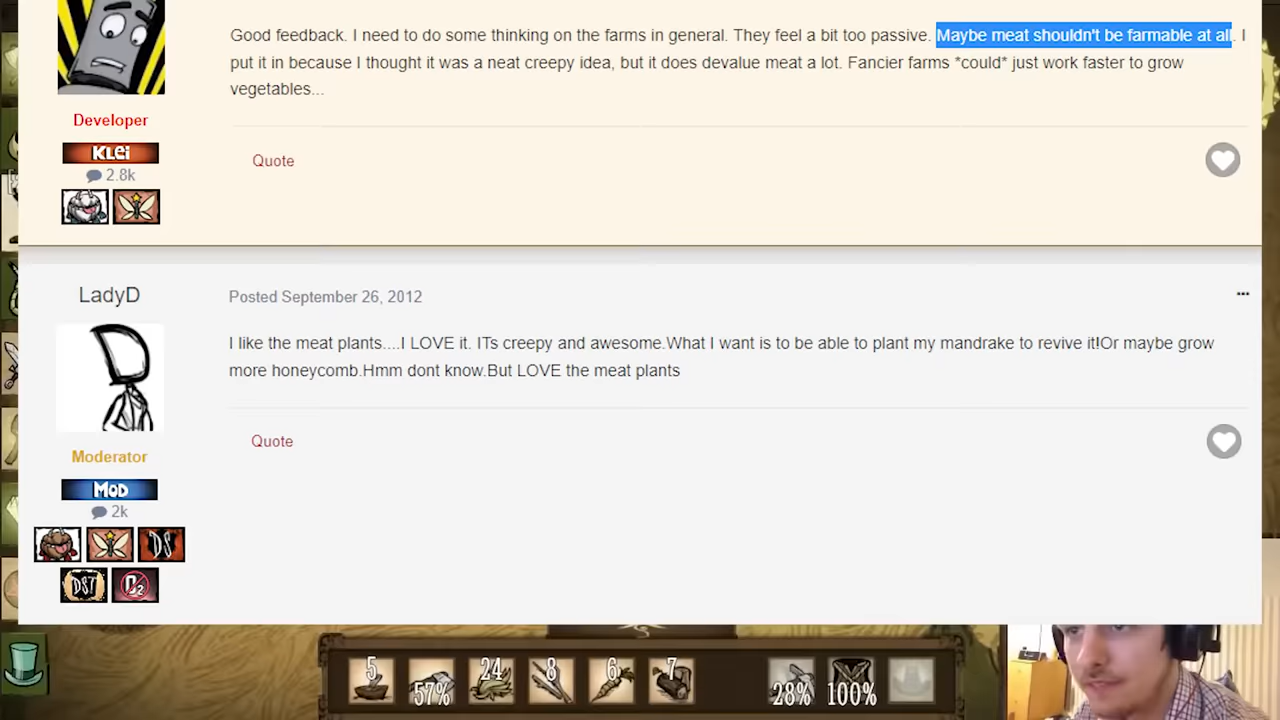 Good feedback. I need to do some thinking on the farms in general. They feel a bit too passive. Maybe meat shouldn't be farmable at all. I
put it in because I thought it was a neat creepy idea, but it does devalue meat a lot. Fancier farms *could* just work faster to grow
vegetables...
Developer
KLei
2.8k
Quote
LadyD
Posted September 26, 2012
...
I like the meat plants....I LOVE it. ITs creepy and awesome.What I want is to be able to plant my mandrake to revive it!Or maybe grow
more honeycomb.Hmm dont know.But LOVE the meat plants
Quote
Moderator
MOD
2k
DS
DST
5
57%
24
8
6
7
28%
100%